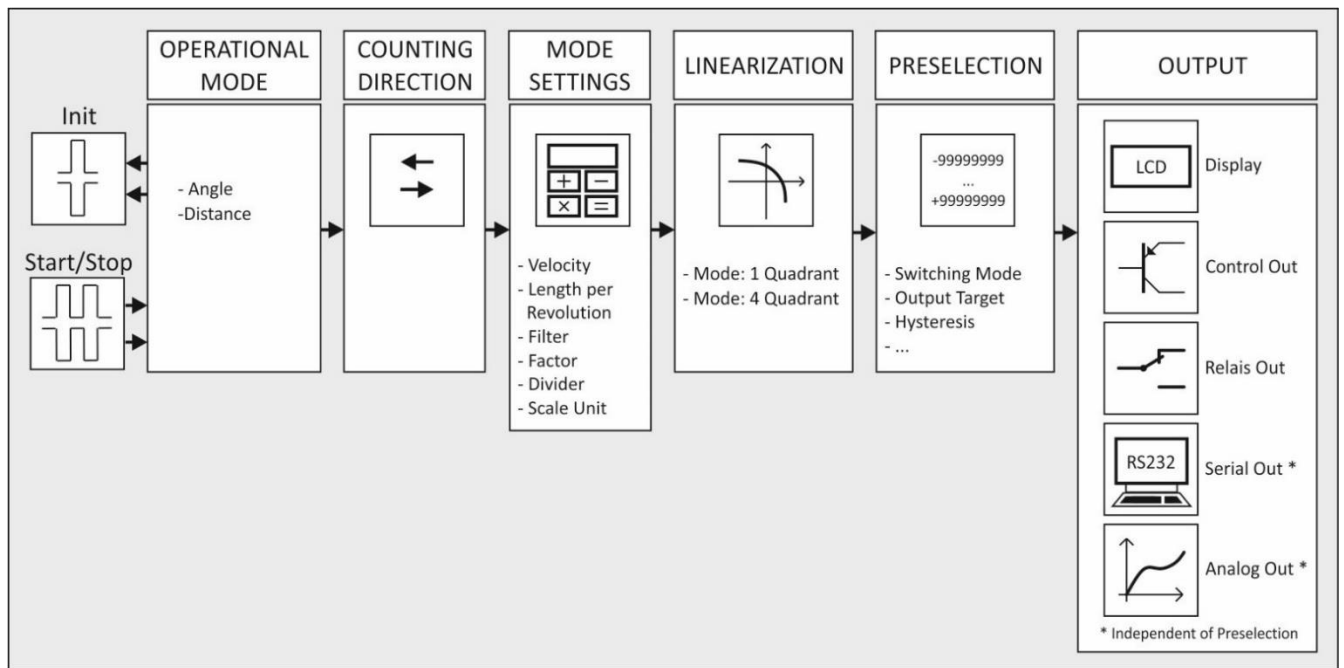 OPERATIONAL
MODE
COUNTING
DIRECTION
MODE
SETTINGS
LINEARIZATION
PRESELECTION
OUTPUT
Init
Start/Stop
- Angle
-Distance
+ −
× =
- Velocity
- Length per
Revolution
- Filter
- Factor
- Divider
- Scale Unit
- Mode: 1 Quadrant
- Mode: 4 Quadrant
-99999999
...
+99999999
- Switching Mode
- Output Target
- Hysteresis
- ...
LCD
Display
Control Out
Relais Out
RS232
Serial Out *
Analog Out *
* Independent of Preselection